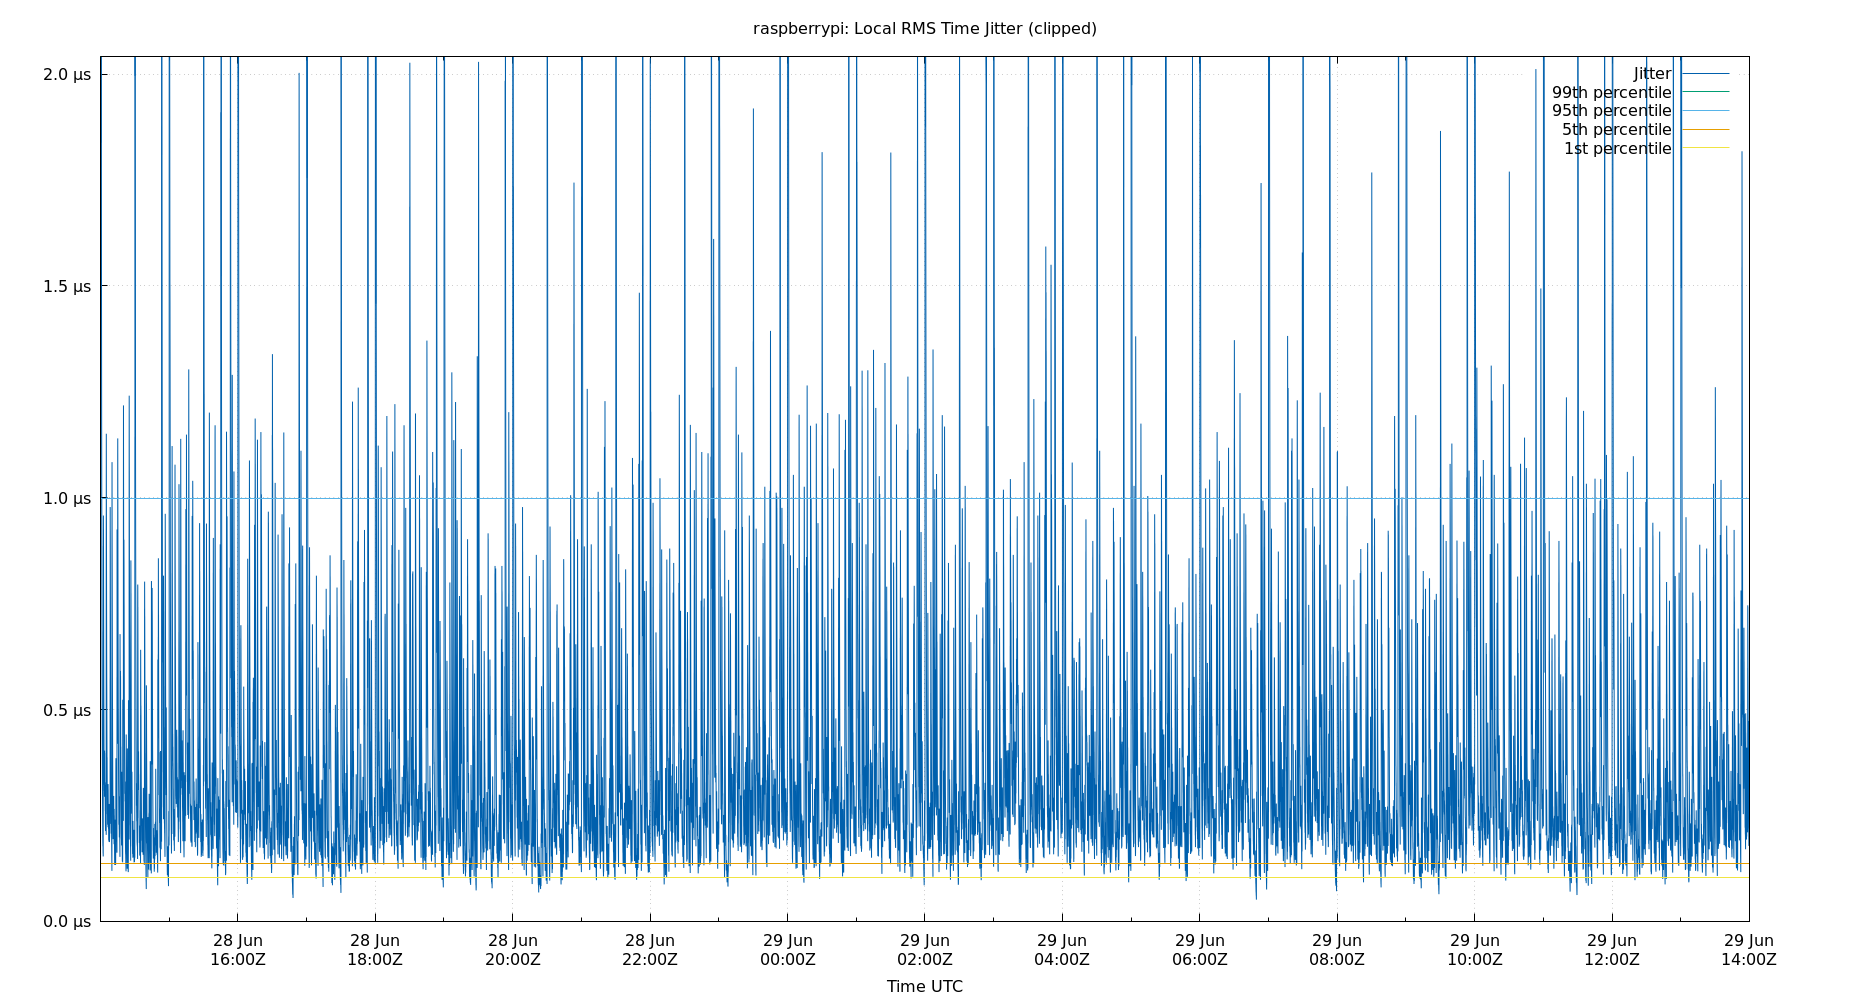 raspberrypi: Local RMS Time Jitter (clipped)
2.0 µs
1.5 µs
1.0 µs
0.5 µs
0.0 µs
Jitter
99th percentile
95th percentile
5th percentile
1st percentile
28 Jun 28 Jun 28 Jun 28 Jun 29 Jun 29 Jun 29 Jun 29 Jun 29 Jun 29 Jun 29 Jun 29 Jun
16:00Z 18:00Z 20:00Z 22:00Z 00:00Z 02:00Z 04:00Z 06:00Z 08:00Z 10:00Z 12:00Z 14:00Z
Time UTC